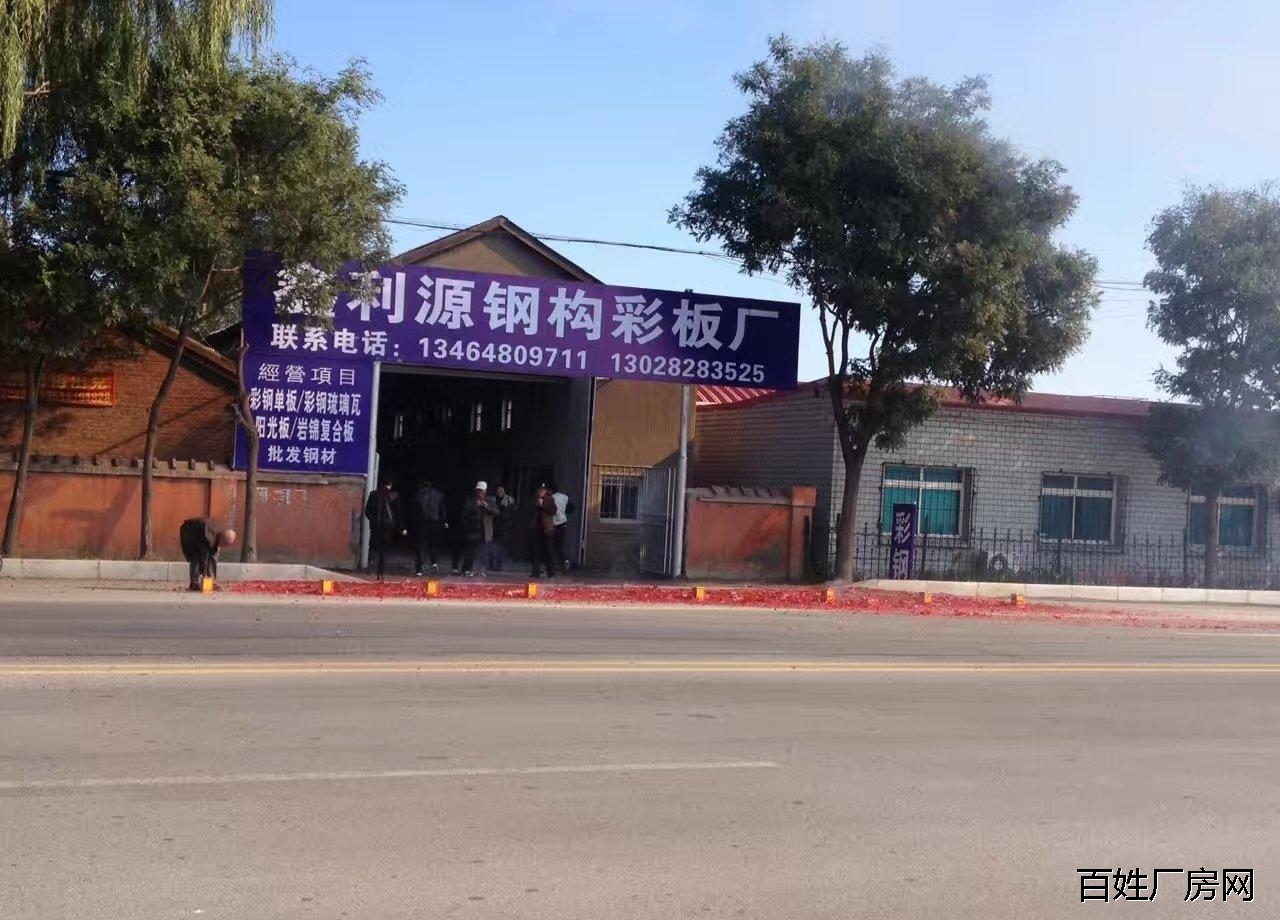 鑫利源钢构彩板厂
联系电话：13464809711 13028283525
經營項目
彩钢单板/彩钢琉璃瓦
阳光板/岩锦复合板
批发钢材
彩钢
百姓厂房网